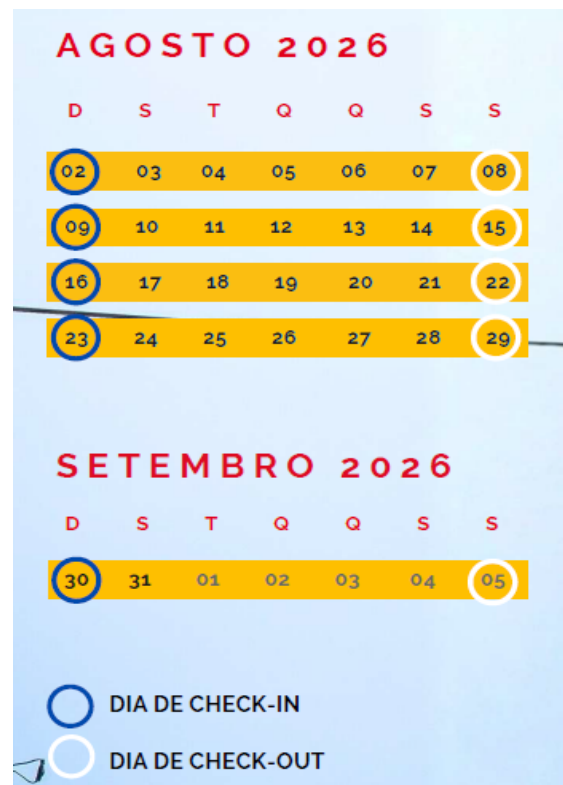 AGOSTO 2026
D S T Q Q S S
02 03 04 05 06 07 08
09 10 11 12 13 14 15
16 17 18 19 20 21 22
23 24 25 26 27 28 29
SETEMBRO 2026
D S T Q Q S S
30 31 01 02 03 04 05
DIA DE CHECK-IN
DIA DE CHECK-OUT